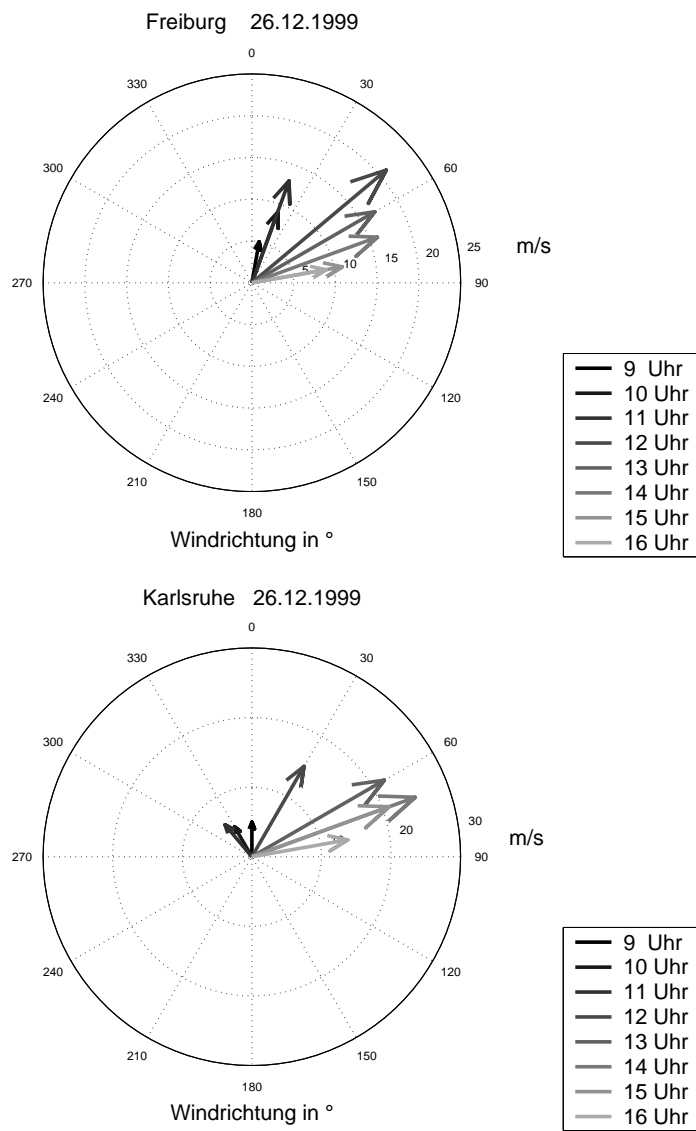 Freiburg 26.12.1999
0
330
30
300
60
25
20
15
10
5
m/s
270
90
240
120
210
150
180
Windrichtung in °
9 Uhr
10 Uhr
11 Uhr
12 Uhr
13 Uhr
14 Uhr
15 Uhr
16 Uhr
Karlsruhe 26.12.1999
0
330
30
300
60
30
20
m/s
270
90
240
120
210
150
180
Windrichtung in °
9 Uhr
10 Uhr
11 Uhr
12 Uhr
13 Uhr
14 Uhr
15 Uhr
16 Uhr